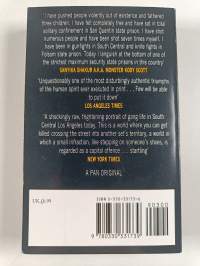 'I have pushed people violently out of existence and fathered
three children. I have felt completely free and have sat in total
solitary confinement in San Quentin state prison. I have shot
numerous people and have been shot seven times myself. I
have been in gunfights in South Central and knife fights in
Folsom state prison. Today I languish at the bottom of one of the
strictest maximum security state prisons in this country'
SANYIKA SHAKUR A.K.A. MONSTER KODY SCOTT
'Unquestionably one of the most disturbingly authentic triumphs
of the human spirit ever executed in print . . . Few will be able to
put it down'
LOS ANGELES TIMES
'A shockingly raw, frightening portrait of gang life in South
Central Los Angeles today. This is a world where you can get
killed crossing the street into another set's territory, a world in
which a small infraction, like stepping on someone's shoes, is
regarded as a capital offence . . . startling'
NEW YORK TIMES
A PAN ORIGINAL
90300
9 780330 331739